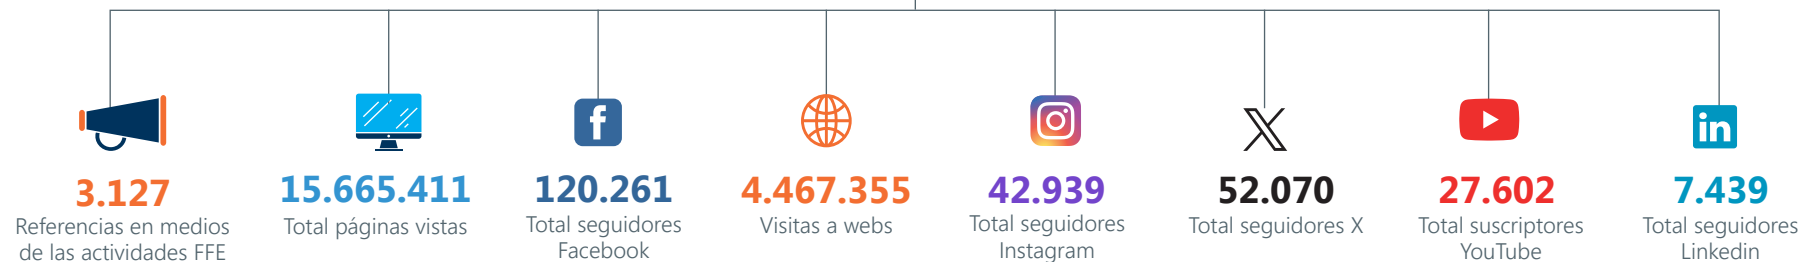 3.127
Referencias en medios
de las actividades FFE
15.665.411
Total páginas vistas
120.261
Total seguidores
Facebook
4.467.355
Visitas a webs
42.939
Total seguidores
Instagram
52.070
Total seguidores X
27.602
Total suscriptores
YouTube
7.439
Total seguidores
Linkedin